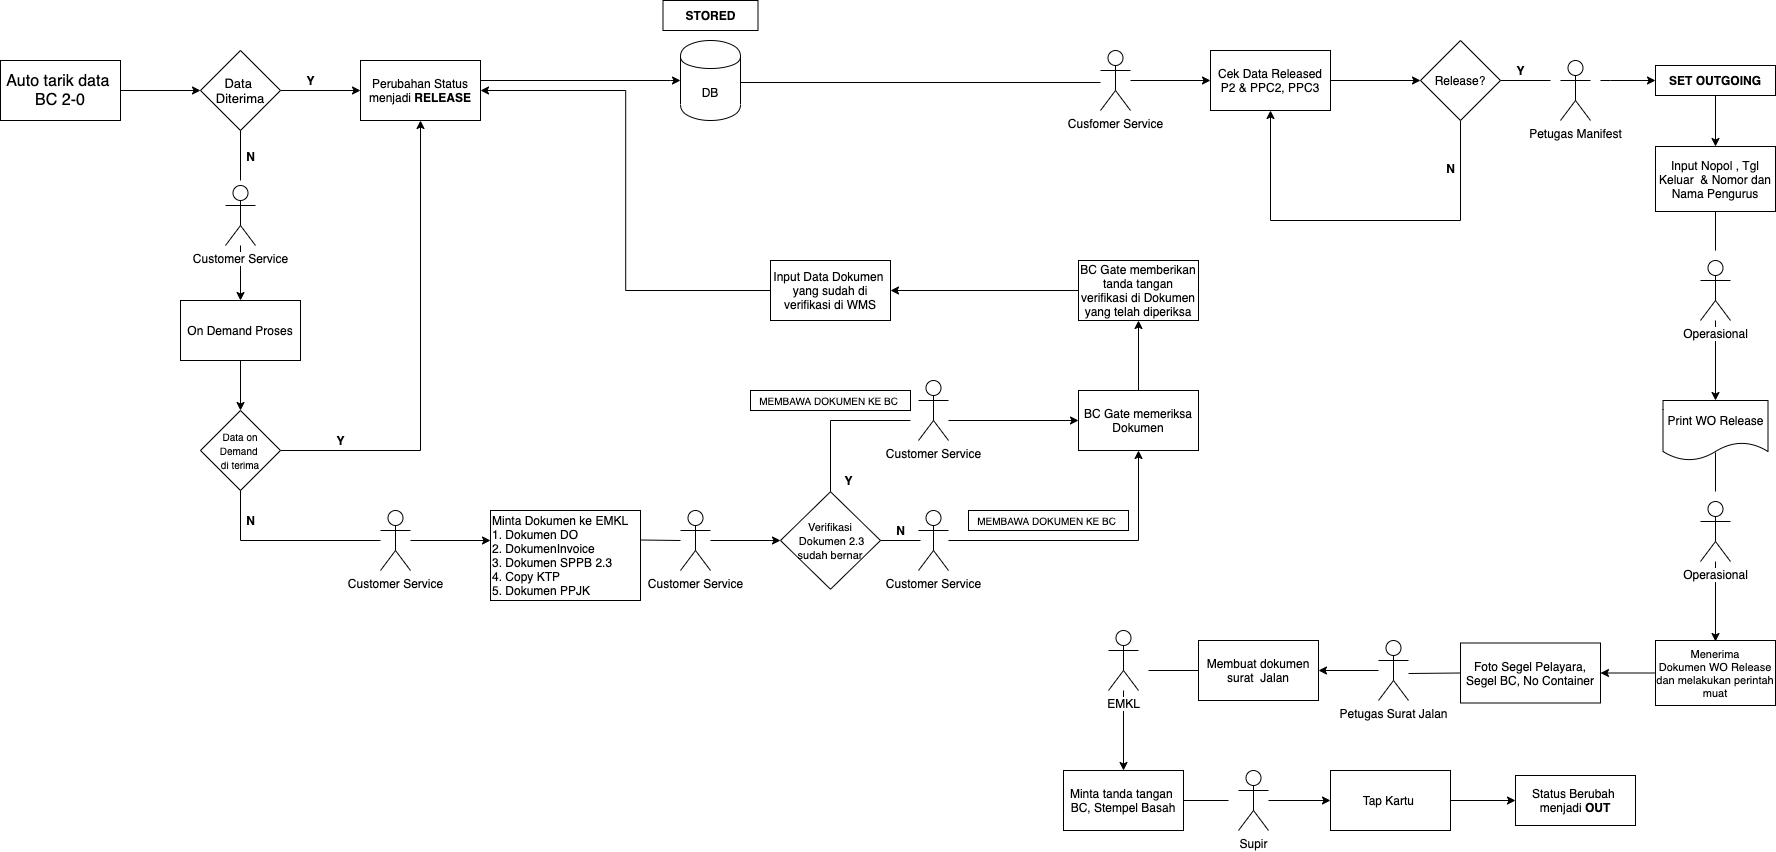 STORED
Auto tarik data
BC 2-0
Data
Diterima
Y
Perubahan Status
menjadi RELEASE
DB
Cusfomer Service
Cek Data Released
P2 & PPC2, PPC3
Release?
Y
Petugas Manifest
SET OUTGOING
N
N
Input Nopol , Tgl
Keluar & Nomor dan
Nama Pengurus
Customer Service
On Demand Proses
Input Data Dokumen
yang sudah di
verifikasi di WMS
BC Gate memberikan
tanda tangan
verifikasi di Dokumen
yang telah diperiksa
Operasional
Data on
Demand
di terima
Y
MEMBAWA DOKUMEN KE BC
Customer Service
BC Gate memeriksa
Dokumen
Print WO Release
N
Customer Service
Minta Dokumen ke EMKL
1. Dokumen DO
2. DokumenInvoice
3. Dokumen SPPB 2.3
4. Copy KTP
5. Dokumen PPJK
Customer Service
Y
Verifikasi
Dokumen 2.3
sudah bernar
N
Customer Service
MEMBAWA DOKUMEN KE BC
Operasional
EMKL
Membuat dokumen
surat Jalan
Petugas Surat Jalan
Foto Segel Pelayara,
Segel BC, No Container
Menerima
Dokumen WO Release
dan melakukan perintah
muat
Minta tanda tangan
BC, Stempel Basah
Supir
Tap Kartu
Status Berubah
menjadi OUT